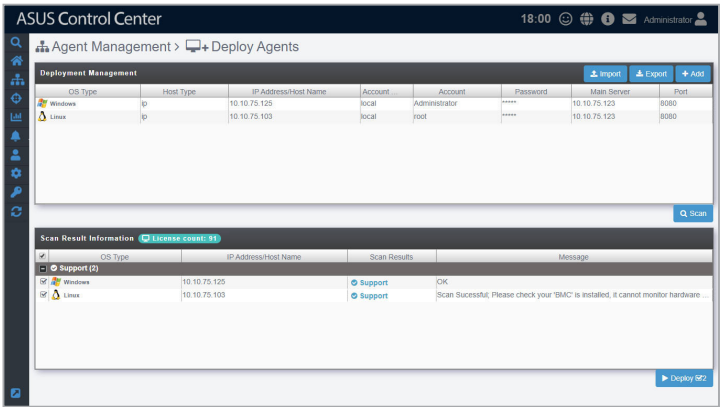 ASUS Control Center
18:00
Administrator
Agent Management > Deploy Agents
Deployment Management
Import Export Add
OS Type Host Type IP Address/Host Name Account ... Account Password Main Server Port
Windows ip 10.10.75.125 local Administrator ***** 10.10.75.123 8080
Linux ip 10.10.75.103 local root ***** 10.10.75.123 8080
Scan
Scan Result Information License count: 91
OS Type IP Address/Host Name Scan Results Message
Support (2)
Windows 10.10.75.125 Support OK
Linux 10.10.75.103 Support Scan Sucessful; Please check your 'BMC' is installed, it cannot monitor hardware ...
Deploy 2